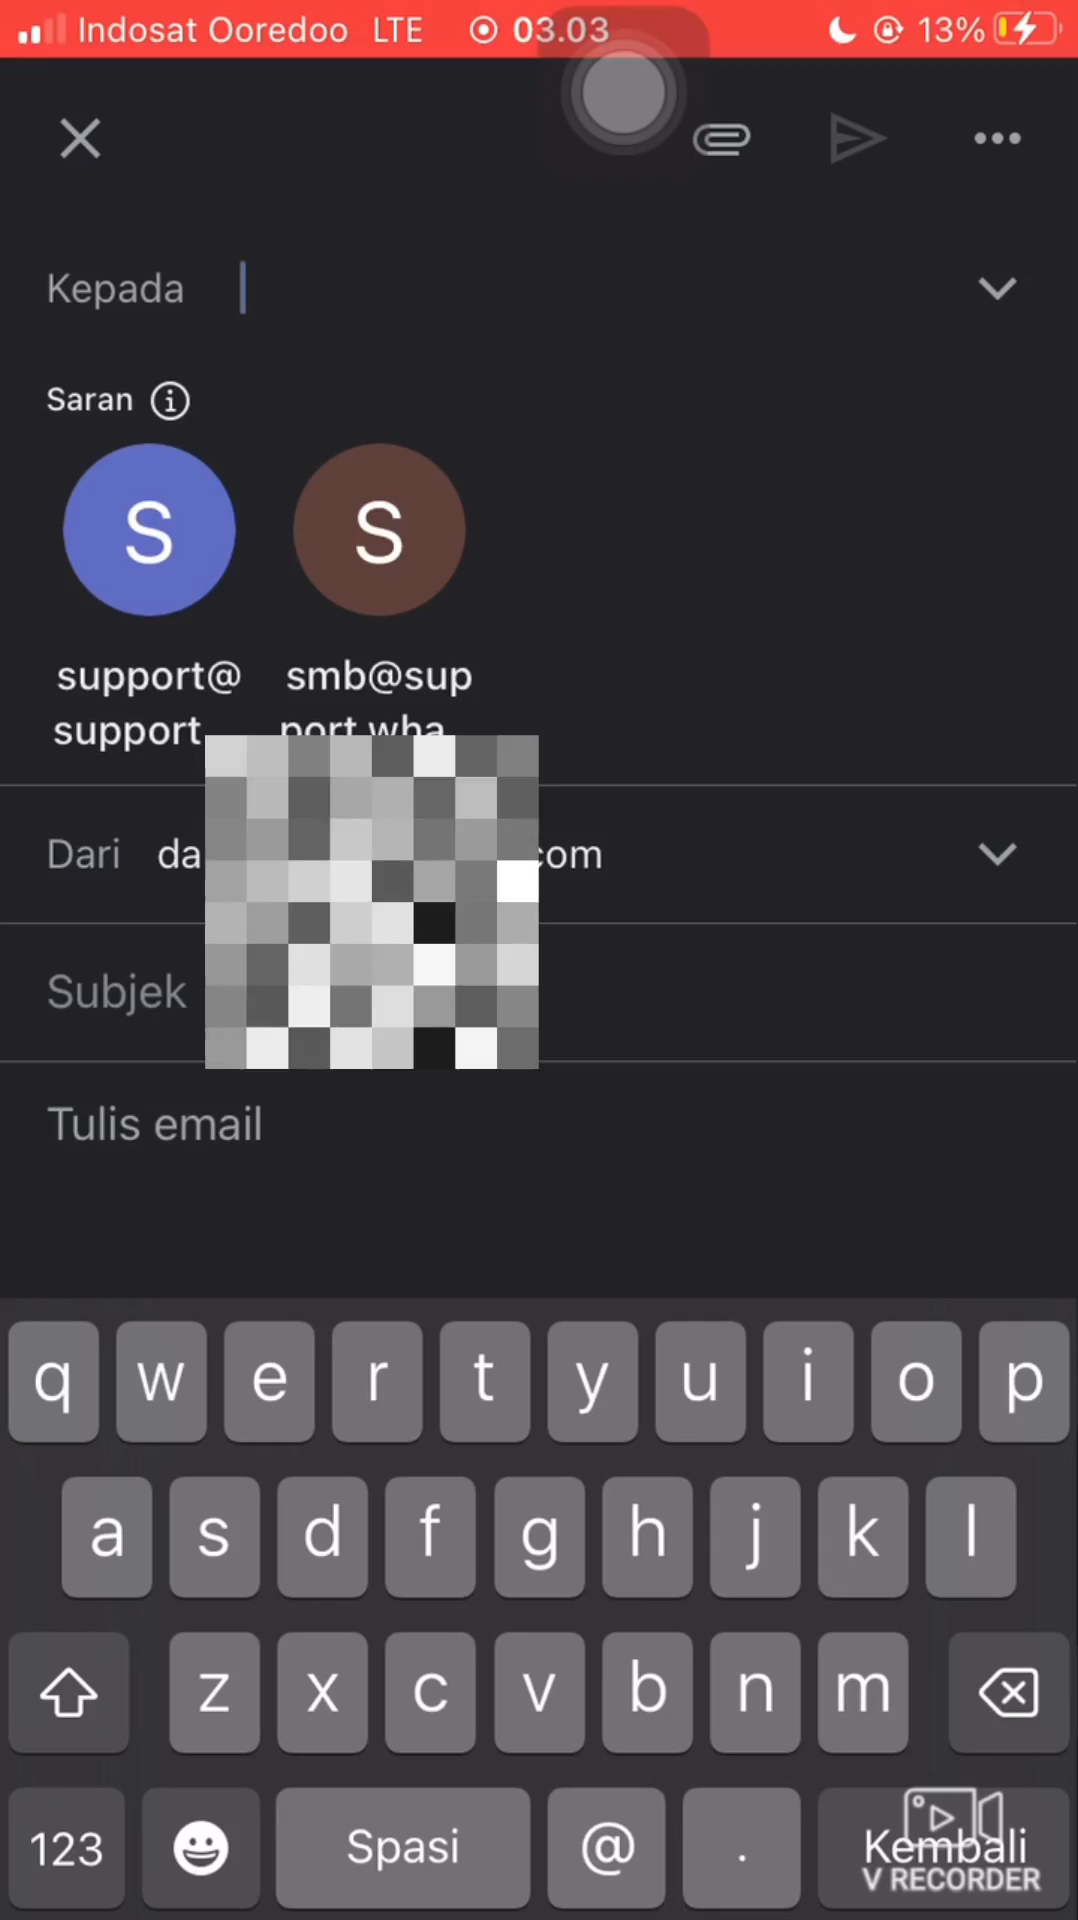 Indosat Ooredoo LTE 03.03 13%
Kepada
Saran
S S
support@ smb@sup
support
Dari da com
Subjek
Tulis email
q w e r t y u i o p
a s d f g h j k l
z x c v b n m
123 Spasi @ . Kembali
V RECORDER